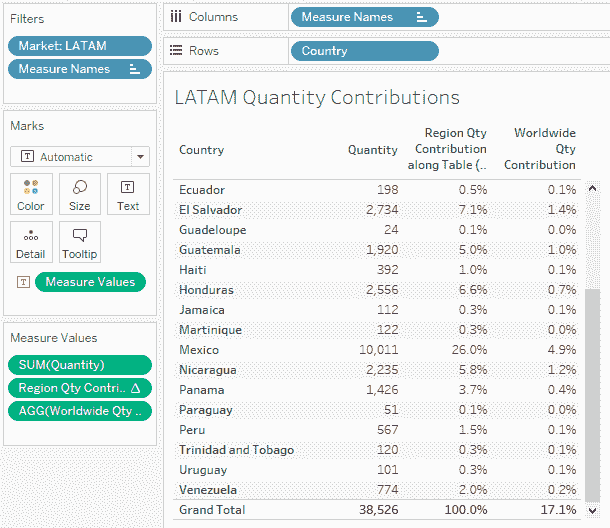 Filters
Market: LATAM
Measure Names
Marks
Automatic
Color Size Text
Detail Tooltip
Measure Values
Measure Values
SUM(Quantity)
Region Qty Contri..
AGG(Worldwide Qty ..
Columns Measure Names
Rows Country
LATAM Quantity Contributions
Country Quantity Region Qty Contribution along Table (.. Worldwide Qty Contribution
Ecuador 198 0.5% 0.1%
El Salvador 2,734 7.1% 1.4%
Guadeloupe 24 0.1% 0.0%
Guatemala 1,920 5.0% 1.0%
Haiti 392 1.0% 0.1%
Honduras 2,556 6.6% 0.7%
Jamaica 112 0.3% 0.1%
Martinique 122 0.3% 0.0%
Mexico 10,011 26.0% 4.9%
Nicaragua 2,235 5.8% 1.2%
Panama 1,426 3.7% 0.4%
Paraguay 51 0.1% 0.0%
Peru 567 1.5% 0.1%
Trinidad and Tobago 120 0.3% 0.1%
Uruguay 101 0.3% 0.1%
Venezuela 774 2.0% 0.2%
Grand Total 38,526 100.0% 17.1%